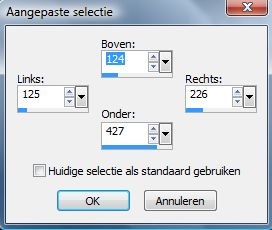 Aangepaste selectie
Boven:
124
Links:
125
Rechts:
226
Onder:
427
Huidige selectie als standaard gebruiken
OK
Annuleren